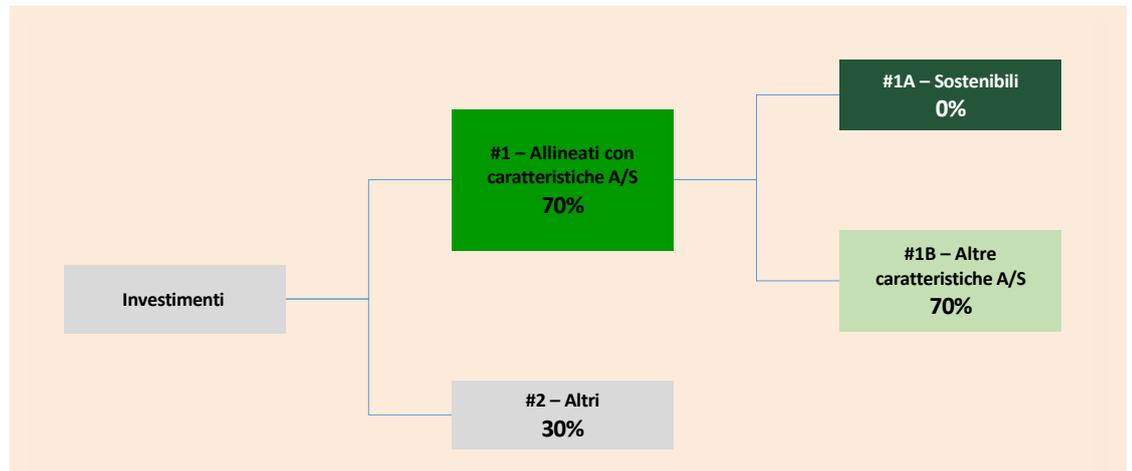 Investimenti
#1 – Allineati con
caratteristiche A/S
70%
#2 – Altri
30%
#1A – Sostenibili
0%
#1B – Altre
caratteristiche A/S
70%